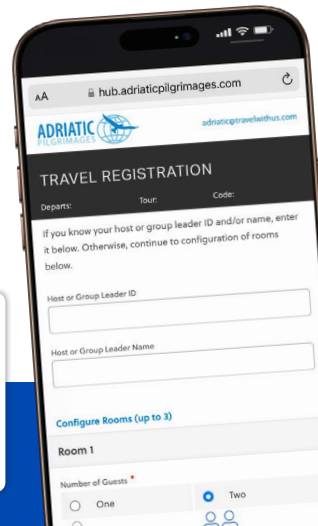 AA hub.adriaticpilgrimages.com
ADRIATIC
PILGRIMAGES
adriatic@travelwithus.com
TRAVEL REGISTRATION
Departs: Tour: Code:
If you know your host or group leader ID and/or name, enter
it below. Otherwise, continue to configuration of rooms
below.
Host or Group Leader ID
Host or Group Leader Name
Configure Rooms (up to 3)
Room 1
Number of Guests *
One Two